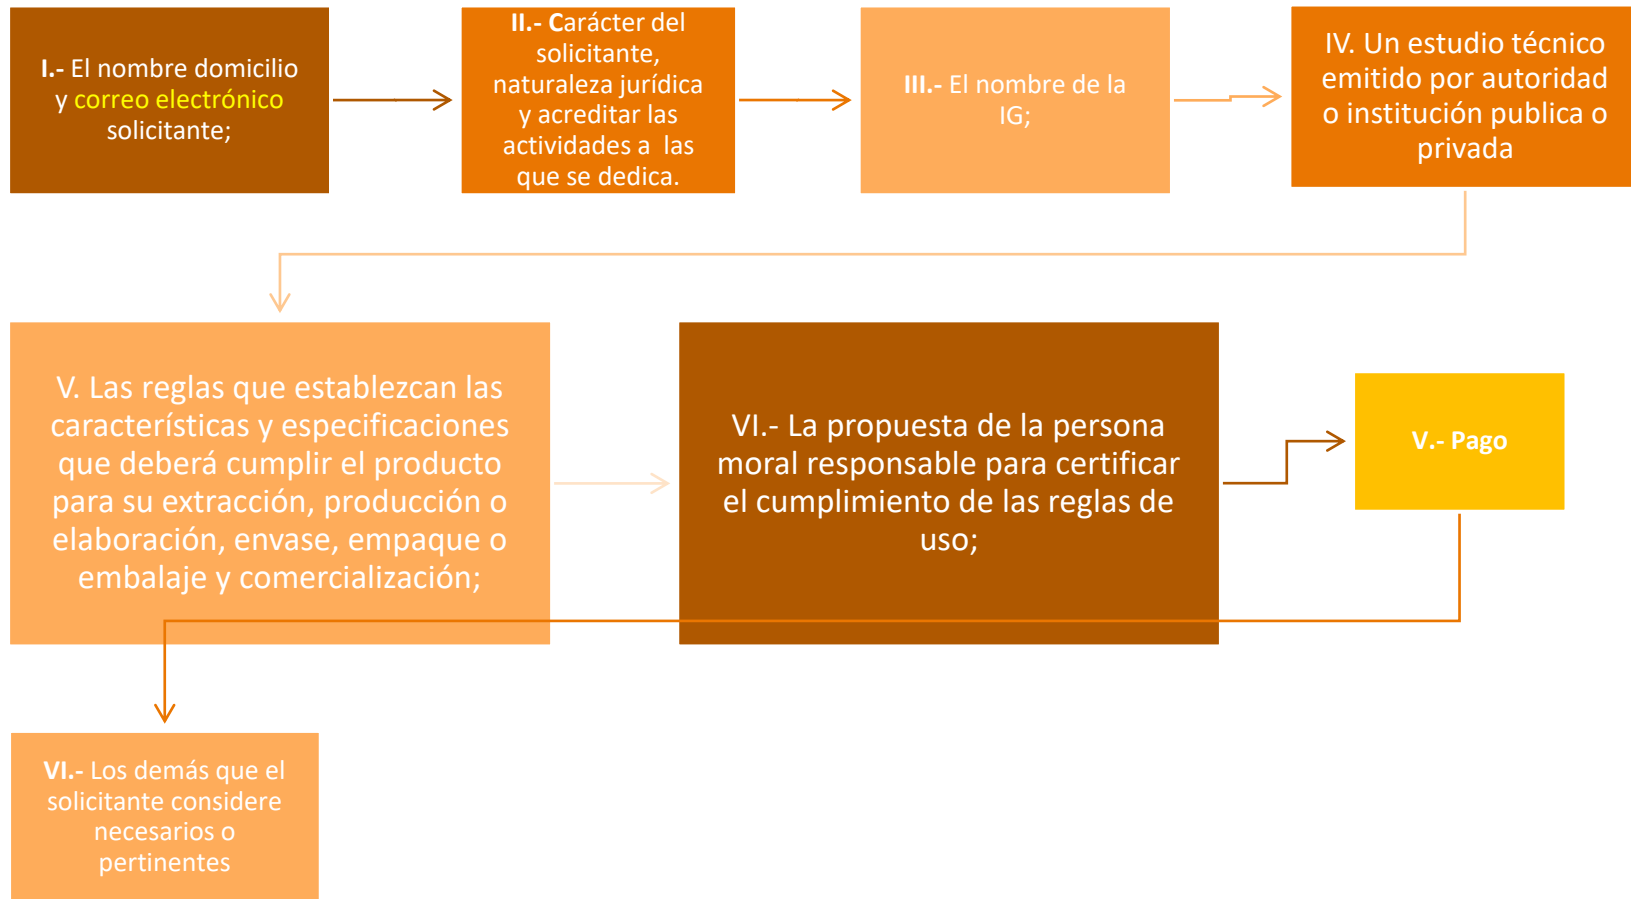 I.- El nombre domicilio
y correo electrónico
solicitante;
II.- Carácter del
solicitante,
naturaleza jurídica
y acreditar las
actividades a  las
que se dedica.
III.- El nombre de la
IG;
IV. Un estudio técnico
emitido por autoridad
o institución publica o
privada
V. Las reglas que establezcan las
características y especificaciones
que deberá cumplir el producto
para su extracción, producción o
elaboración, envase, empaque o
embalaje y comercialización;
VI.- La propuesta de la persona
moral responsable para certificar
el cumplimiento de las reglas de
uso;
V.- Pago
VI.- Los demás que el
solicitante considere
necesarios o
pertinentes